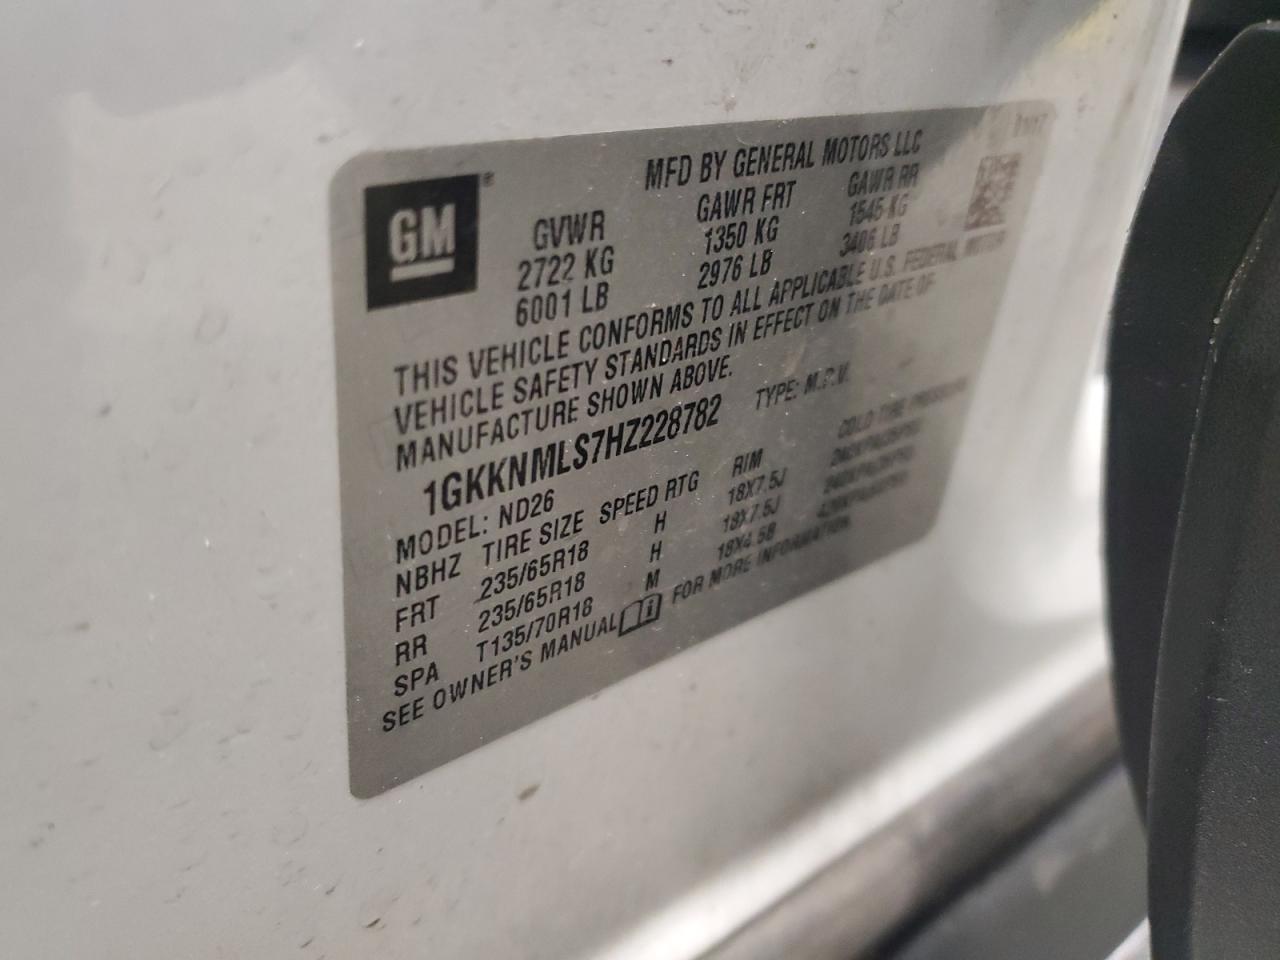 MFD BY GENERAL MOTORS LLC
GM®
GVWR GAWR FRT GAWR RR
2722 KG 1350 KG 1545 KG
6001 LB 2976 LB 3406 LB
THIS VEHICLE CONFORMS TO ALL APPLICABLE U.S. FEDERAL MOTOR
VEHICLE SAFETY STANDARDS IN EFFECT ON THE DATE OF
MANUFACTURE SHOWN ABOVE.
1GKKNMLS7HZ228782 TYPE: M.P.V.
MODEL: ND26
NBHZ TIRE SIZE SPEED RTG RIM COLD TIRE PRESSURE
FRT 235/65R18 H 18X7.5J
RR 235/65R18 H 18X7.5J
SPA T135/70R18 M 18X4.5B
SEE OWNER'S MANUAL FOR MORE INFORMATION